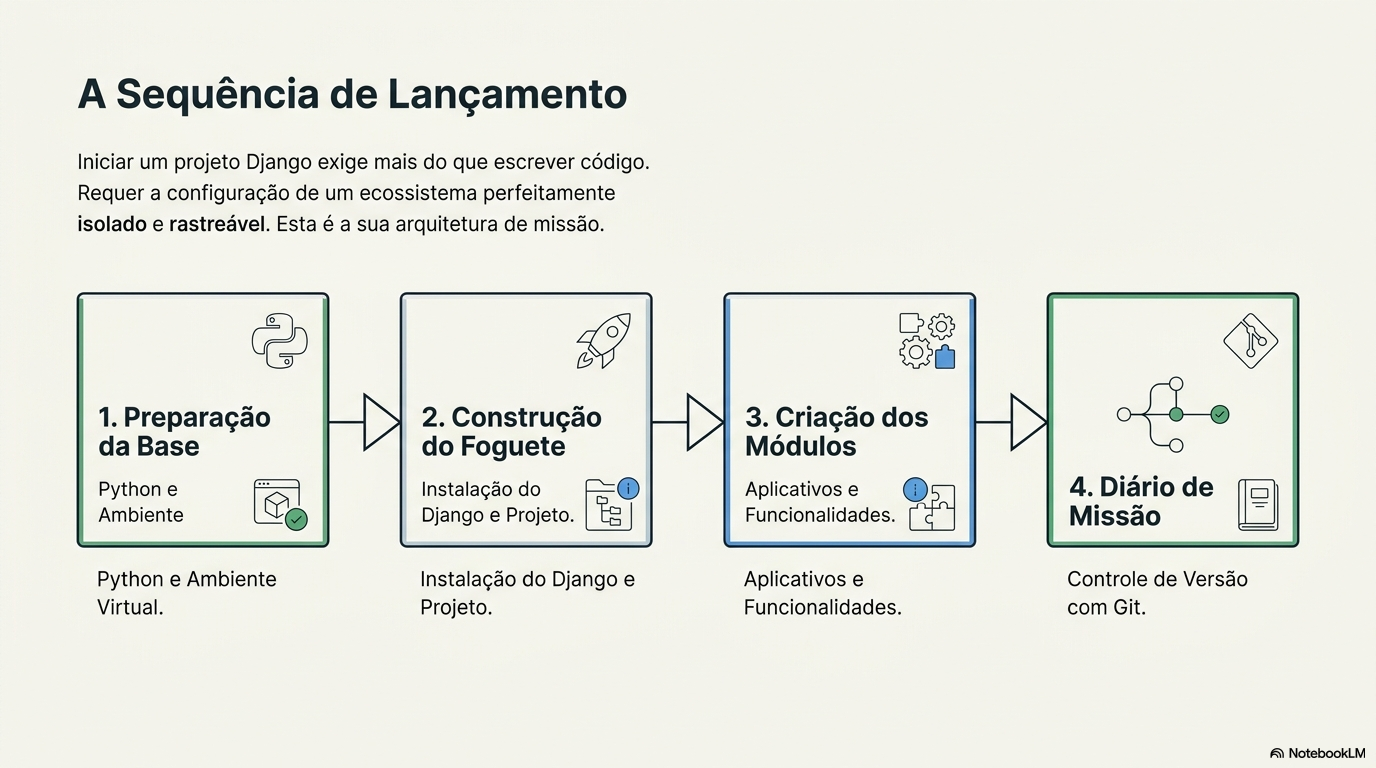 A Sequência de Lançamento
Iniciar um projeto Django exige mais do que escrever código.
Requer a configuração de um ecossistema perfeitamente
isolado e rastreável. Esta é a sua arquitetura de missão.
1. Preparação
da Base
Python e
Ambiente
Python e Ambiente
Virtual.
2. Construção
do Foguete
Instalação do
Django e Projeto.
i
Instalação do Django e
Projeto.
3. Criação dos
Módulos
Aplicativos e
Funcionalidades.
i
Aplicativos e
Funcionalidades.
4. Diário de
Missão
Controle de Versão
com Git.
NotebookLM